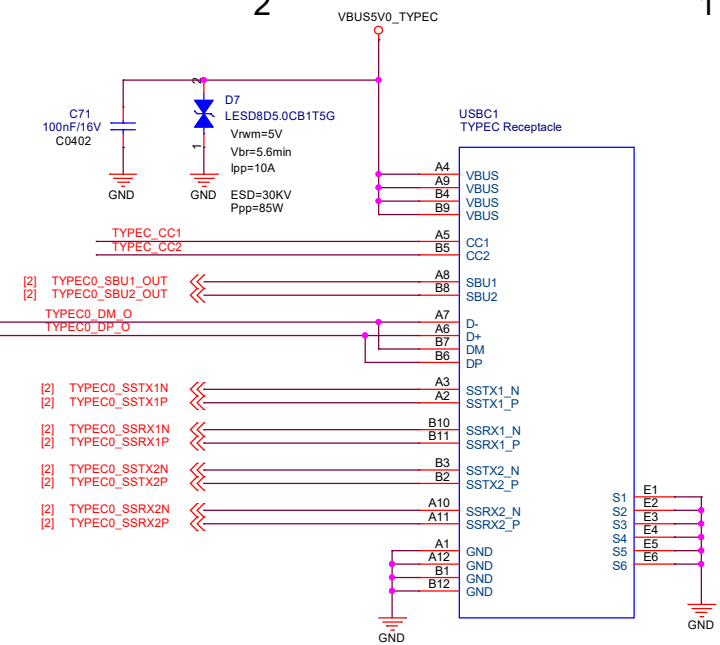 2
1
VBUS5V0_TYPEC
C71
100nF/16V
C0402
2
1
D7
LESD8D5.0CB1T5G
Vrwm=5V
Vbr=5.6min
Ipp=10A
ESD=30KV
Ppp=85W
GND
GND
USBC1
TYPEC Receptacle
A4 VBUS
A9 VBUS
B4 VBUS
B9 VBUS
TYPEC_CC1 A5 CC1
TYPEC_CC2 B5 CC2
[2] TYPEC0_SBU1_OUT A8 SBU1
[2] TYPEC0_SBU2_OUT B8 SBU2
TYPEC0_DM_O A7 D-
TYPEC0_DP_O A6 D+
B7 DM
B6 DP
[2] TYPEC0_SSTX1N A3 SSTX1_N
[2] TYPEC0_SSTX1P A2 SSTX1_P
[2] TYPEC0_SSRX1N B10 SSRX1_N
[2] TYPEC0_SSRX1P B11 SSRX1_P
[2] TYPEC0_SSTX2N B3 SSTX2_N
[2] TYPEC0_SSTX2P B2 SSTX2_P
[2] TYPEC0_SSRX2N A10 SSRX2_N
[2] TYPEC0_SSRX2P A11 SSRX2_P
A1 GND
A12 GND
B1 GND
B12 GND
S1 E1
S2 E2
S3 E3
S4 E4
S5 E5
S6 E6
GND
GND